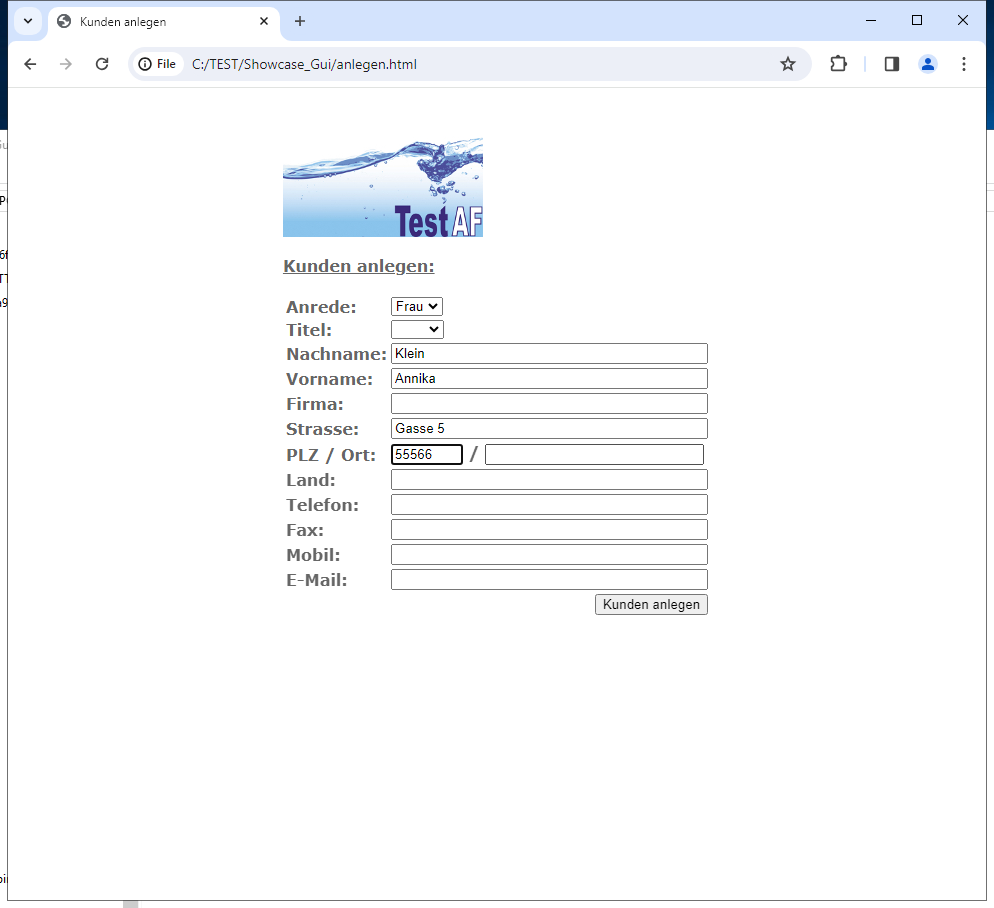 Kunden anlegen
File C:/TEST/Showcase_Gui/anlegen.html
Test AF
Kunden anlegen:
Anrede: Frau
Titel:
Nachname: Klein
Vorname: Annika
Firma:
Strasse: Gasse 5
PLZ / Ort: 55566 /
Land:
Telefon:
Fax:
Mobil:
E-Mail:
Kunden anlegen